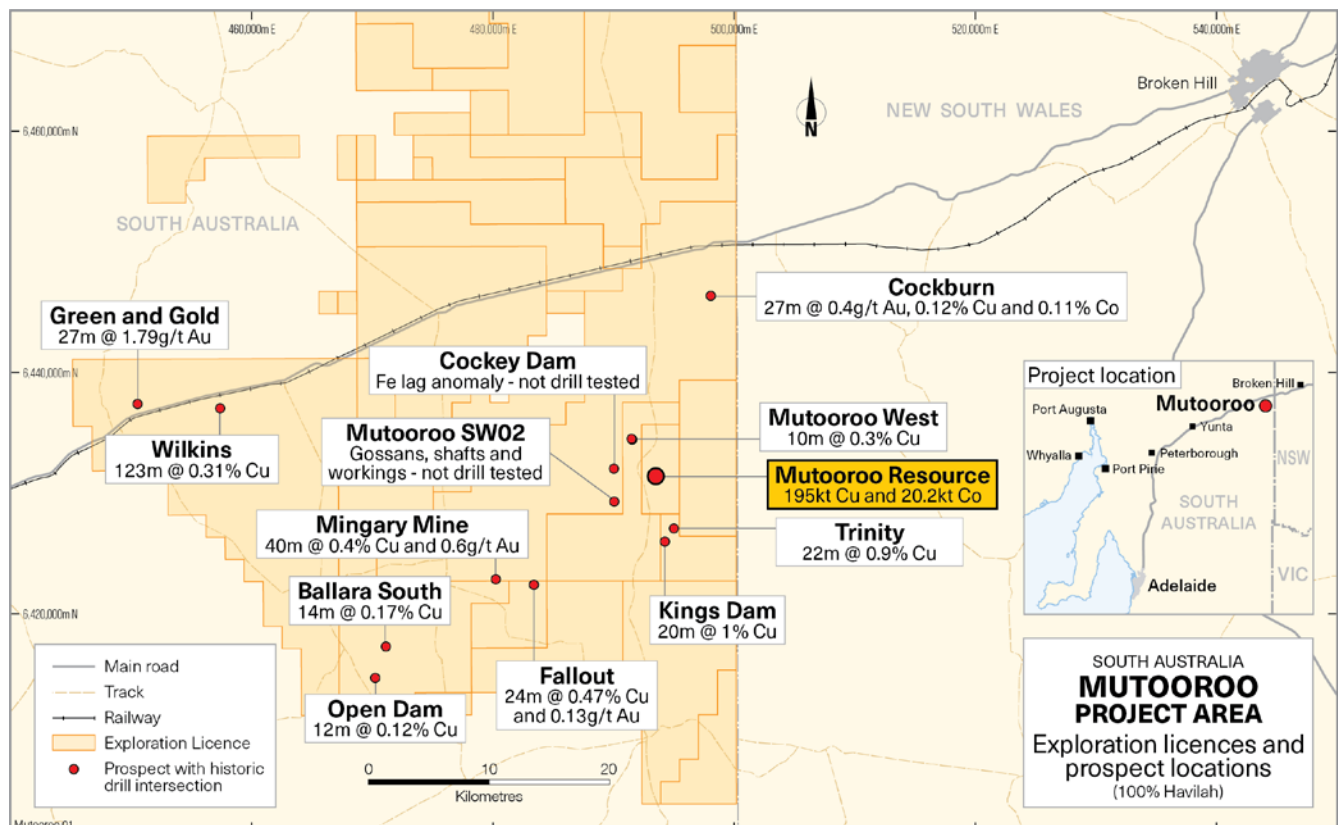 460,000mE
480,000mE
500,000mE
520,000mE
540,000mE
6,460,000mN
6,440,000mN
6,420,000mN
Broken Hill
NEW SOUTH WALES
N
SOUTH AUSTRALIA
Cockburn
27m @ 0.4g/t Au, 0.12% Cu and 0.11% Co
Green and Gold
27m @ 1.79g/t Au
Cockey Dam
Fe lag anomaly - not drill tested
Wilkins
123m @ 0.31% Cu
Mutooroo SW02
Gossans, shafts and
workings - not drill tested
Mutooroo West
10m @ 0.3% Cu
Mutooroo Resource
195kt Cu and 20.2kt Co
Mingary Mine
40m @ 0.4% Cu and 0.6g/t Au
Trinity
22m @ 0.9% Cu
Ballara South
14m @ 0.17% Cu
Kings Dam
20m @ 1% Cu
Fallout
24m @ 0.47% Cu
and 0.13g/t Au
Open Dam
12m @ 0.12% Cu
Project location
Broken Hill
Mutooroo
Port Augusta
Yunta
Whyalla
Peterborough
Port Pirie
NSW
SOUTH
AUSTRALIA
VIC
Adelaide
Main road
Track
Railway
Exploration Licence
Prospect with historic
drill intersection
0
10
20
Kilometres
SOUTH AUSTRALIA
MUTOOROO
PROJECT AREA
Exploration licences and
prospect locations
(100% Havilah)